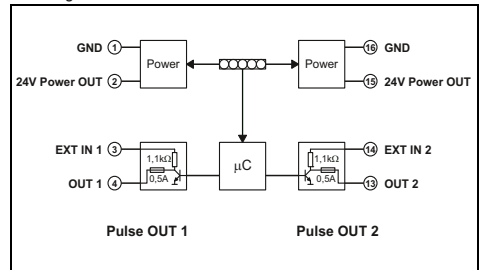 GND 1 Power Power 16 GND
24V Power OUT 2 15 24V Power OUT
EXT IN 1 3 1,1kΩ μC 1,1kΩ 14 EXT IN 2
OUT 1 4 0,5A 0,5A 13 OUT 2
Pulse OUT 1 Pulse OUT 2